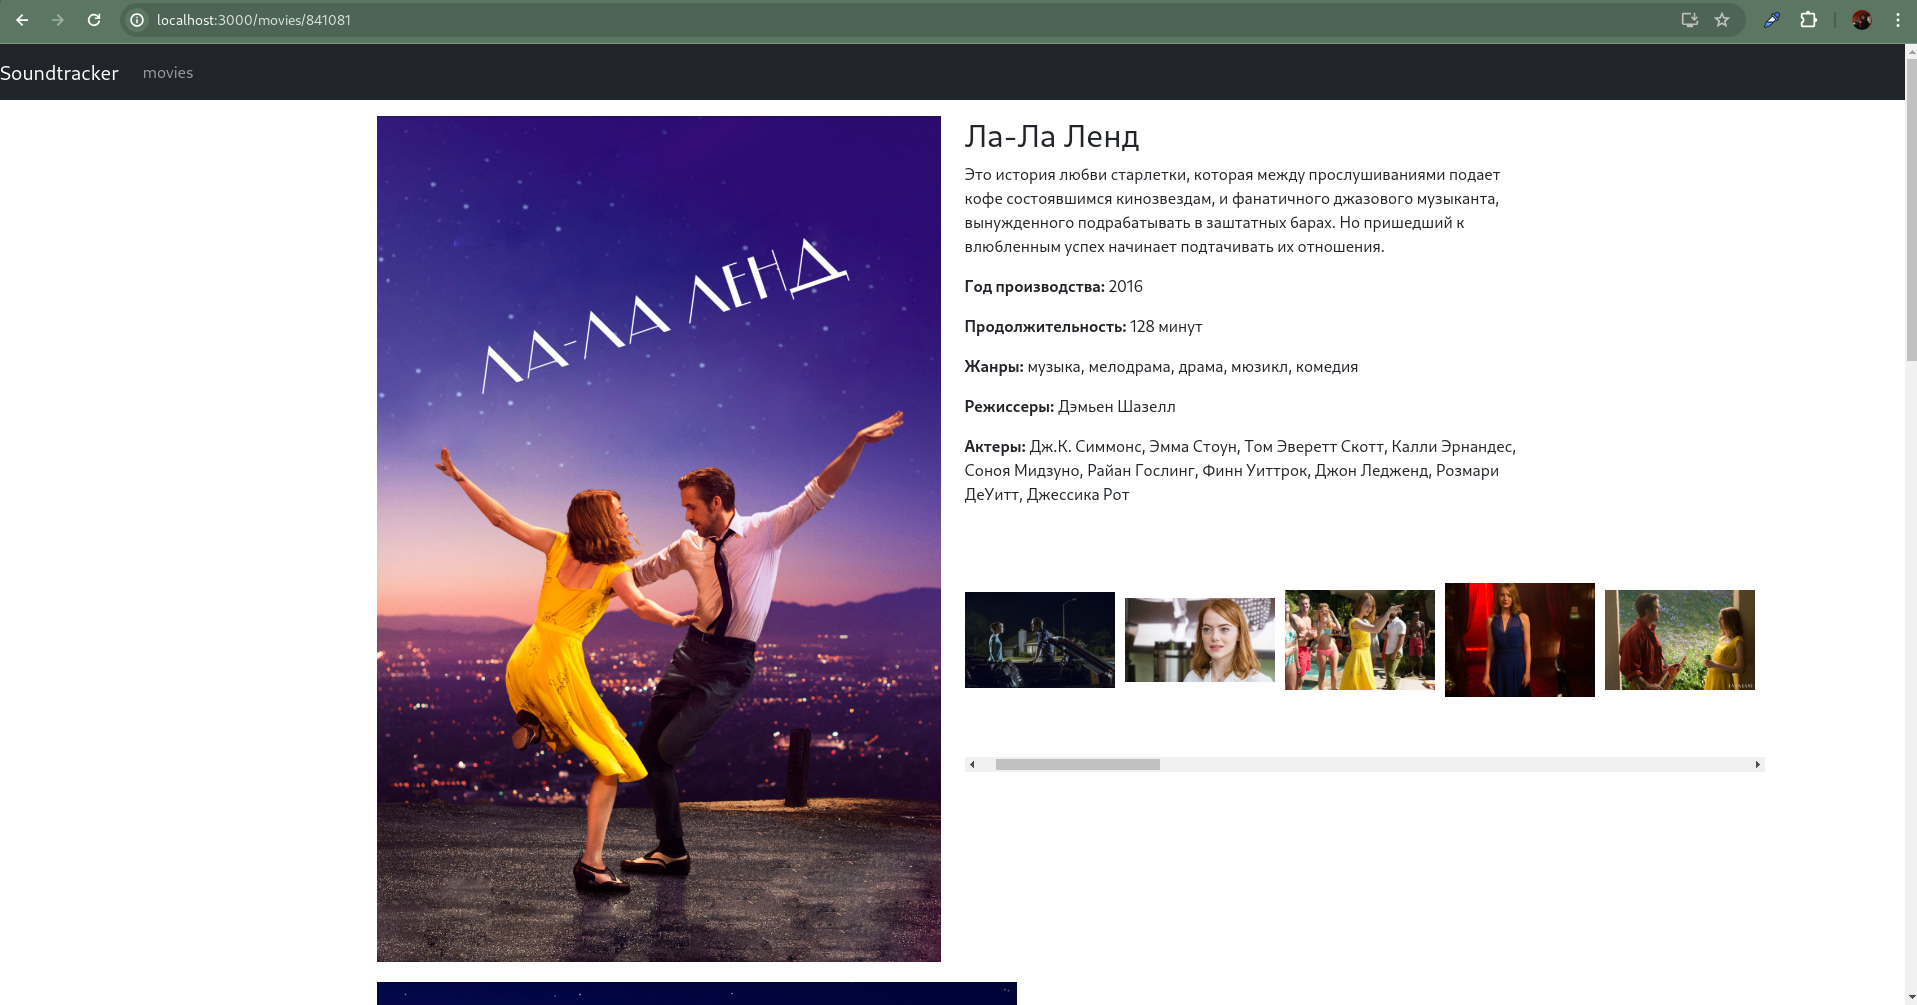 localhost:3000/movies/841081
Soundtracker movies
ЛА-ЛА ЛЕНД
Ла-Ла Ленд
Это история любви старлетки, которая между прослушиваниями подает
кофе состоявшимся кинозвездам, и фанатичного джазового музыканта,
вынужденного подрабатывать в заштатных барах. Но пришедший к
влюбленным успех начинает подтачивать их отношения.
Год производства: 2016
Продолжительность: 128 минут
Жанры: музыка, мелодрама, драма, мюзикл, комедия
Режиссеры: Дэмьен Шазелл
Актеры: Дж.К. Симмонс, Эмма Стоун, Том Эверетт Скотт, Калли Эрнандес,
Соноя Мидзуно, Райан Гослинг, Финн Уиттрок, Джон Ледженд, Розмари
ДеУитт, Джессика Рот